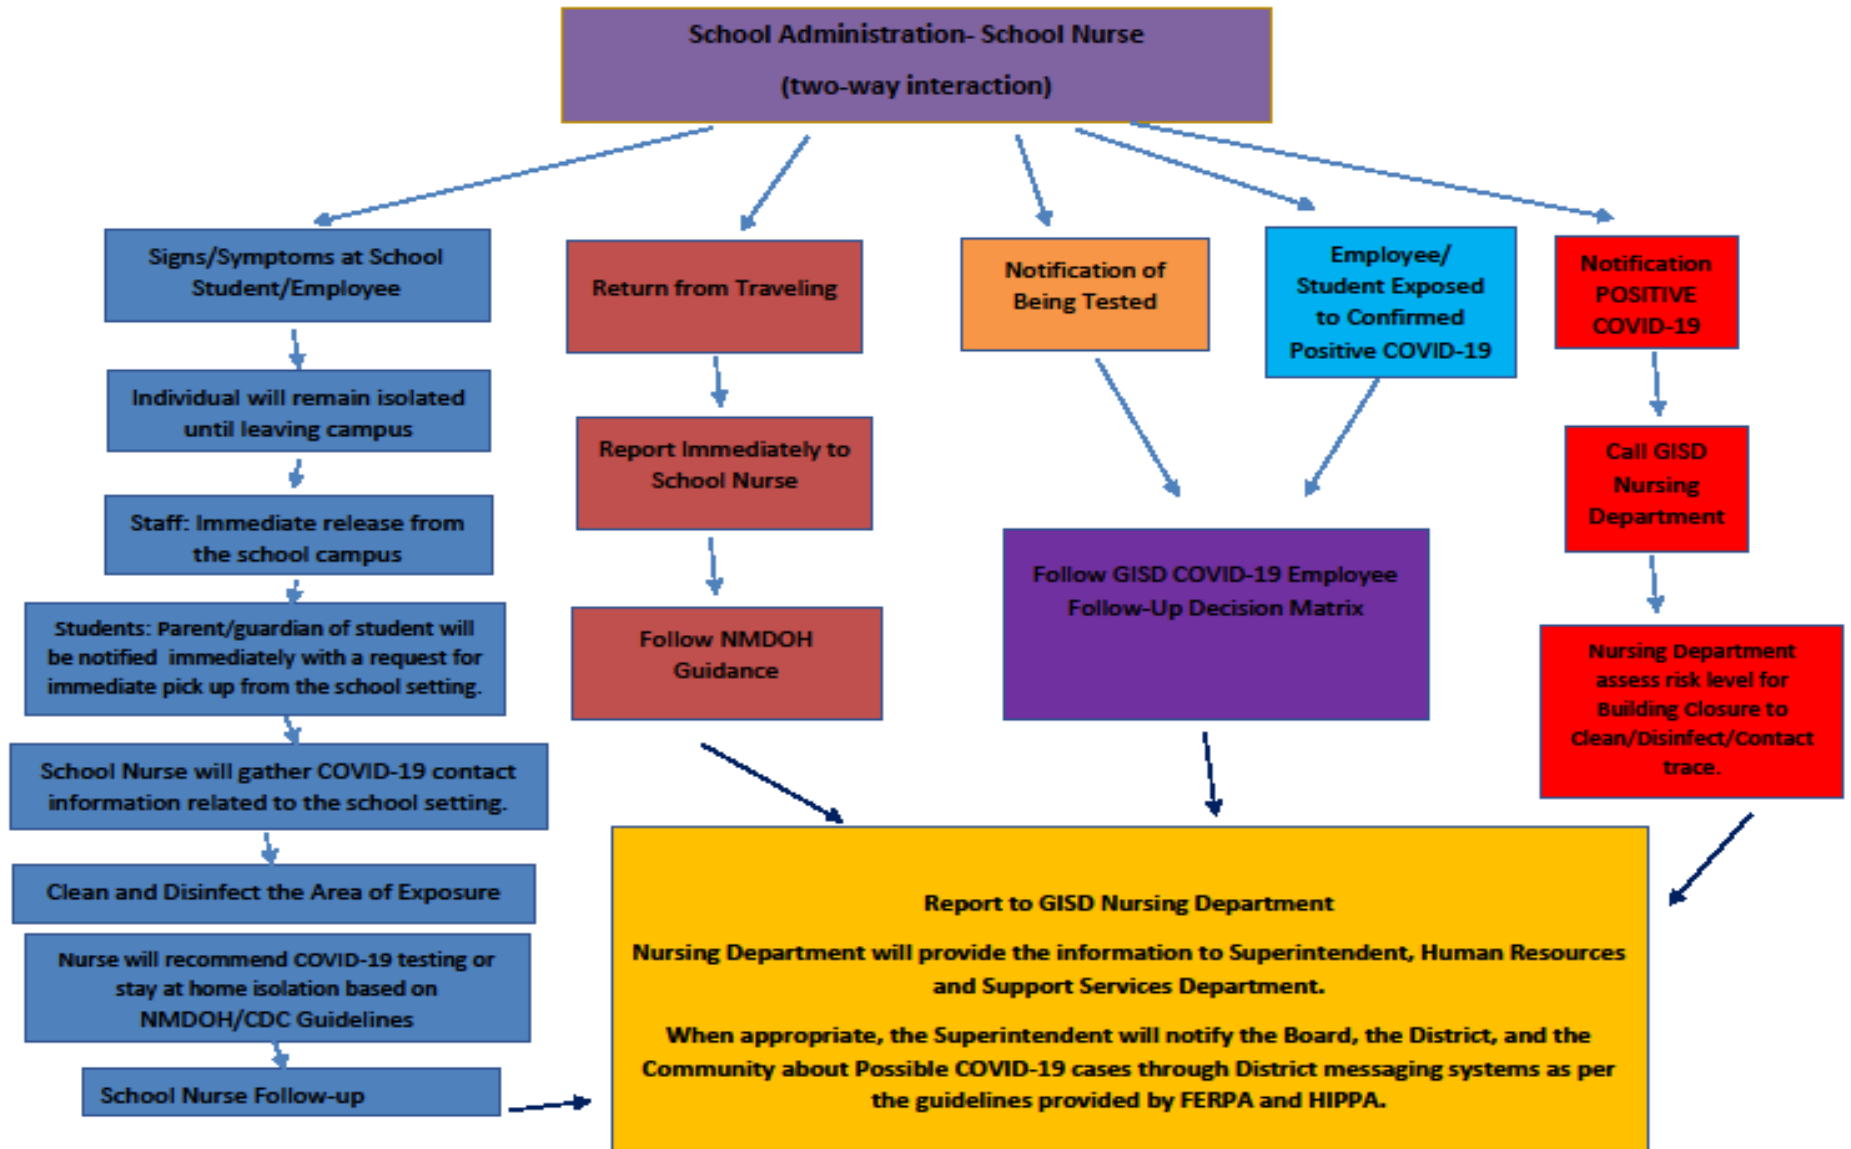 School Administration- School Nurse
(two-way interaction)
Signs/Symptoms at School
Student/Employee
Individual will remain isolated
until leaving campus
Staff: Immediate release from
the school campus
Students: Parent/guardian of student will
be notified immediately with a request for
immediate pick up from the school setting.
School Nurse will gather COVID-19 contact
information related to the school setting.
Clean and Disinfect the Area of Exposure
Nurse will recommend COVID-19 testing or
stay at home isolation based on
NMDOH/CDC Guidelines
School Nurse Follow-up
Return from Traveling
Report Immediately to
School Nurse
Follow NMDOH
Guidance
Notification of
Being Tested
Employee/
Student Exposed
to Confirmed
Positive COVID-19
Follow GISD COVID-19 Employee
Follow-Up Decision Matrix
Notification
POSITIVE
COVID-19
Call GISD
Nursing
Department
Nursing Department
assess risk level for
Building Closure to
Clean/Disinfect/Contact
trace.
Report to GISD Nursing Department
Nursing Department will provide the information to Superintendent, Human Resources
and Support Services Department.
When appropriate, the Superintendent will notify the Board, the District, and the
Community about Possible COVID-19 cases through District messaging systems as per
the guidelines provided by FERPA and HIPPA.